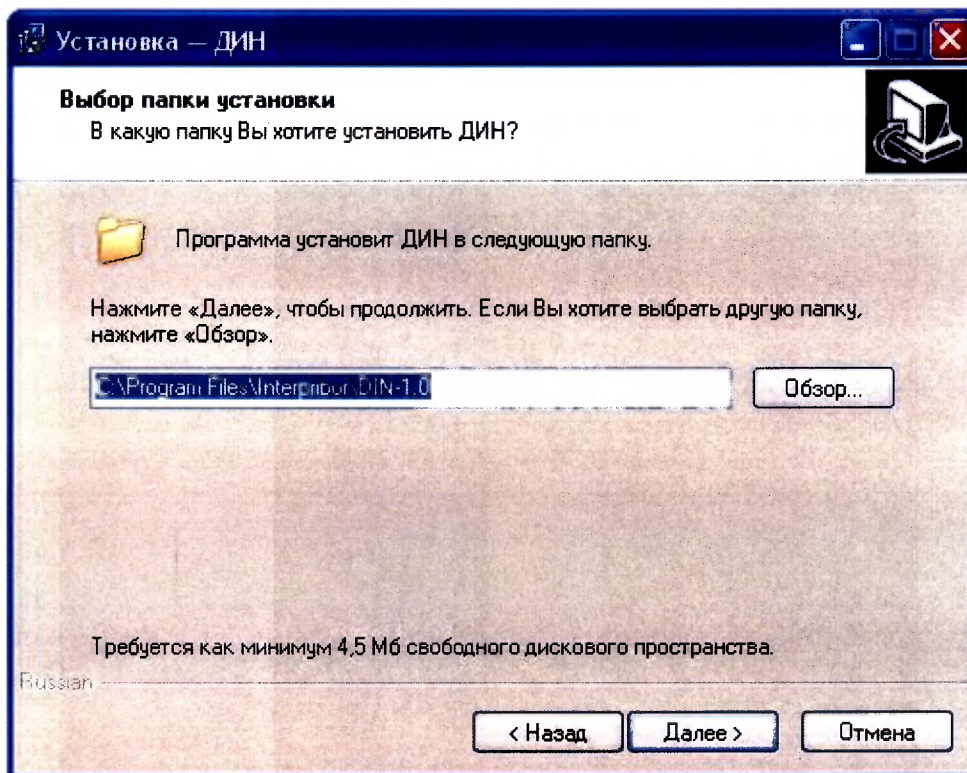 Установка — ДИН
Выбор папки установки
В какую папку Вы хотите установить ДИН?
Программа установит ДИН в следующую папку.
Нажмите «Далее», чтобы продолжить. Если Вы хотите выбрать другую папку,
нажмите «Обзор».
C:\Program Files\Interpribor\DIN-1.0
Обзор...
Требуется как минимум 4,5 Мб свободного дискового пространства.
Russian
< Назад
Далее >
Отмена